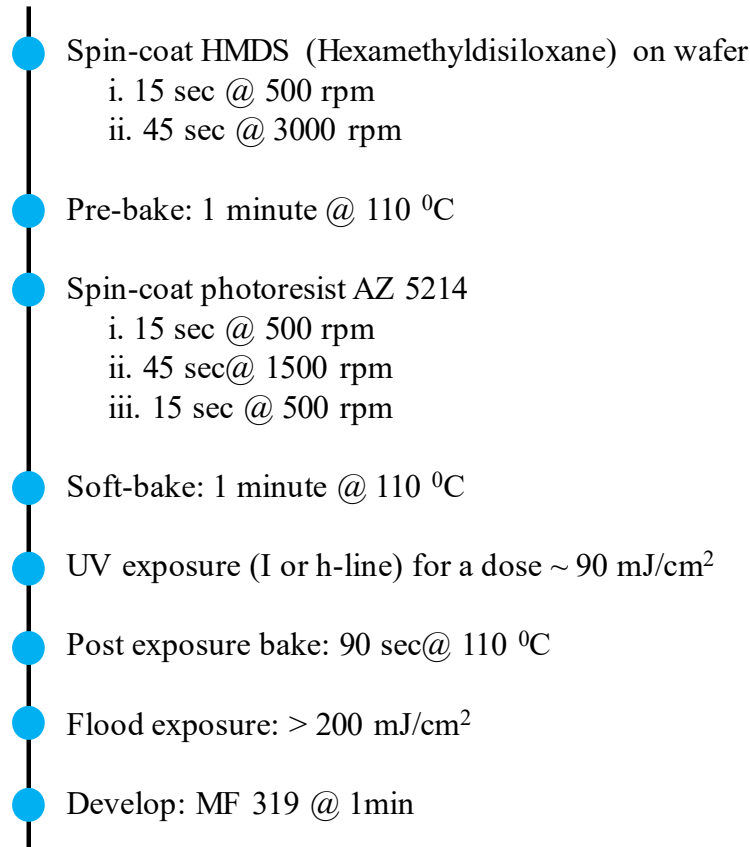 Spin-coat HMDS (Hexamethyldisiloxane) on wafer
i. 15 sec @ 500 rpm
ii. 45 sec @ 3000 rpm
Pre-bake: 1 minute @ 110 ⁰C
Spin-coat photoresist AZ 5214
i. 15 sec @ 500 rpm
ii. 45 sec@ 1500 rpm
iii. 15 sec @ 500 rpm
Soft-bake: 1 minute @ 110 ⁰C
UV exposure (I or h-line) for a dose ~ 90 mJ/cm²
Post exposure bake: 90 sec@ 110 ⁰C
Flood exposure: > 200 mJ/cm²
Develop: MF 319 @ 1min